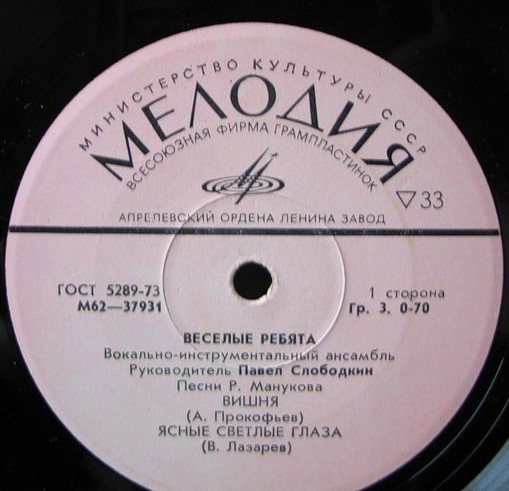 МИНИСТЕРСТВО КУЛЬТУРЫ СССР
МЕЛОДИЯ
ВСЕСОЮЗНАЯ ФИРМА ГРАМПЛАСТИНОК
▽33
АПРЕЛЕВСКИЙ ОРДЕНА ЛЕНИНА ЗАВОД
ГОСТ 5289-73
М62—37931
1 сторона
Гр. 3. 0-70
ВЕСЕЛЫЕ РЕБЯТА
Вокально-инструментальный ансамбль
Руководитель Павел Слободкин
Песни Р. Манукова
ВИШНЯ
(А. Прокофьев)
ЯСНЫЕ СВЕТЛЫЕ ГЛАЗА
(В. Лазарев)